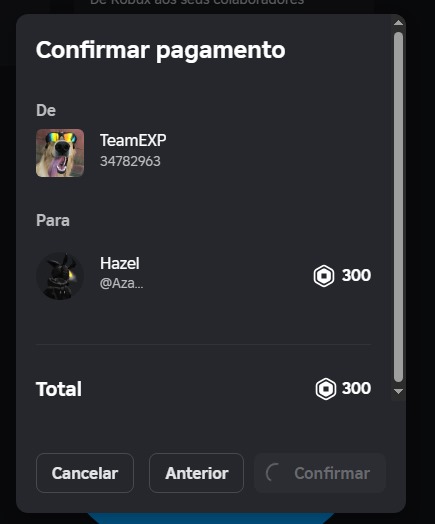 De Robux aos seus colaboradores
Confirmar pagamento
De
TeamEXP
34782963
Para
Hazel
@Aza...
300
Total
300
Cancelar
Anterior
Confirmar